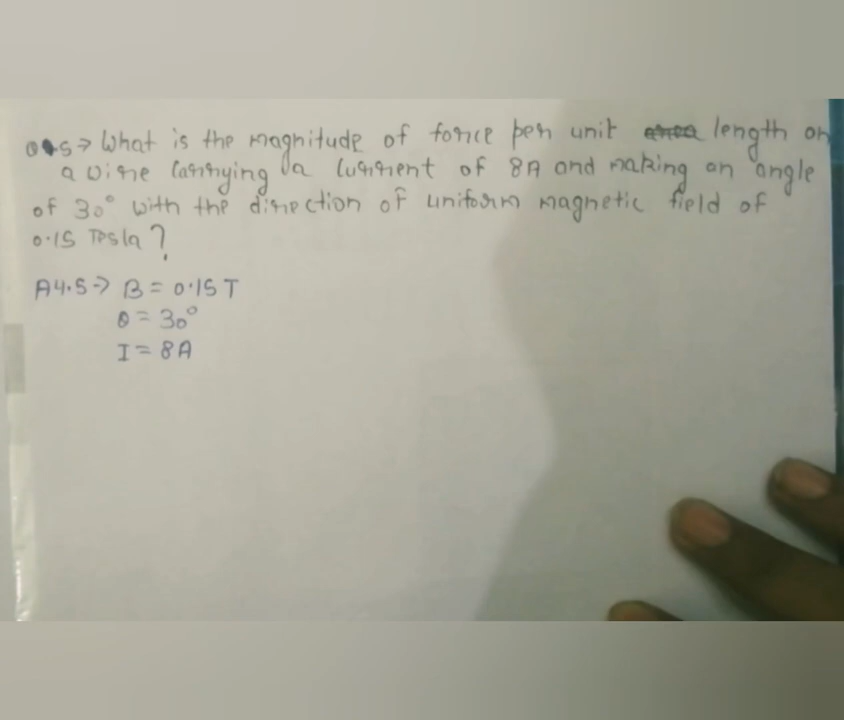 Q4.5→ What is the magnitude of force per unit length on
a wire carrying a current of 8A and making an angle
of 30° with the direction of uniform magnetic field of
0.15 Tesla?
A4.5→ B = 0.15T
θ = 30°
I = 8A